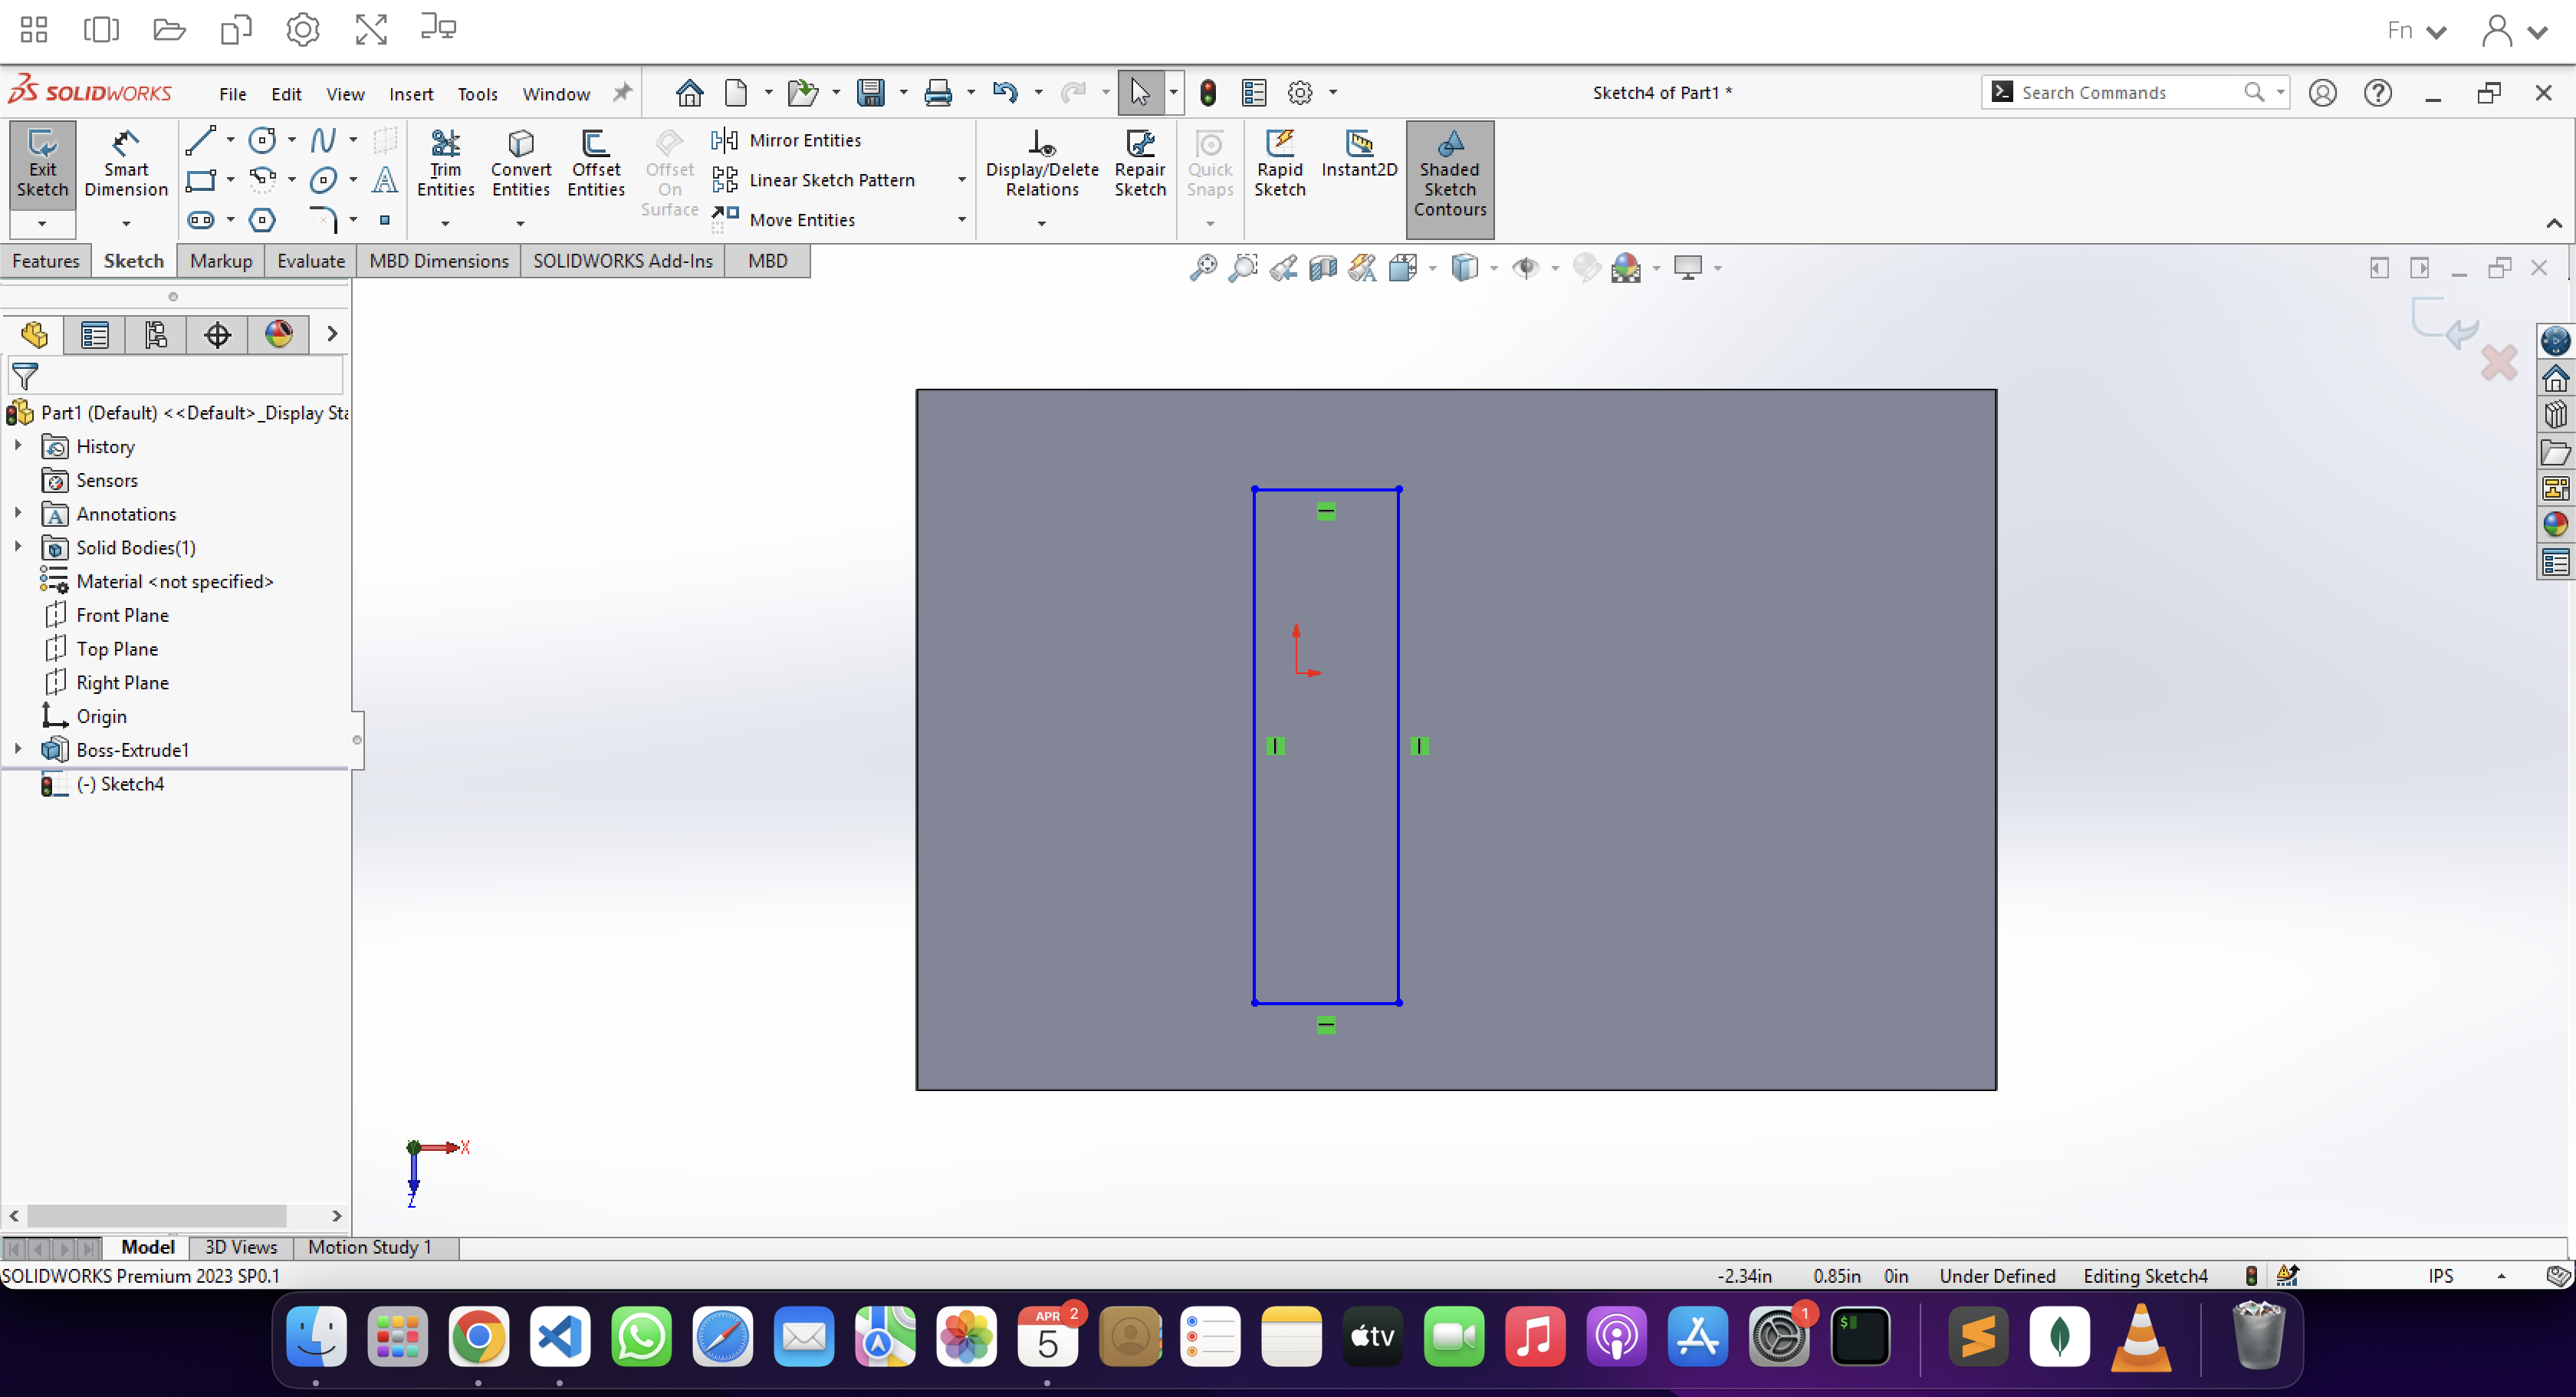 Fn
SOLIDWORKS File Edit View Insert Tools Window Sketch4 of Part1 * Search Commands
Exit Sketch
Smart Dimension
Trim Entities
Convert Entities
Offset Entities
Offset On Surface
Mirror Entities
Linear Sketch Pattern
Move Entities
Display/Delete Relations
Repair Sketch
Quick Snaps
Rapid Sketch
Instant2D
Shaded Sketch Contours
Features Sketch Markup Evaluate MBD Dimensions SOLIDWORKS Add-Ins MBD
Part1 (Default) <<Default>_Display Sta
History
Sensors
Annotations
Solid Bodies(1)
Material <not specified>
Front Plane
Top Plane
Right Plane
Origin
Boss-Extrude1
(-) Sketch4
X
Z
Model 3D Views Motion Study 1
SOLIDWORKS Premium 2023 SP0.1 -2.34in 0.85in 0in Under Defined Editing Sketch4 IPS
APR 2
5
tv
1
$